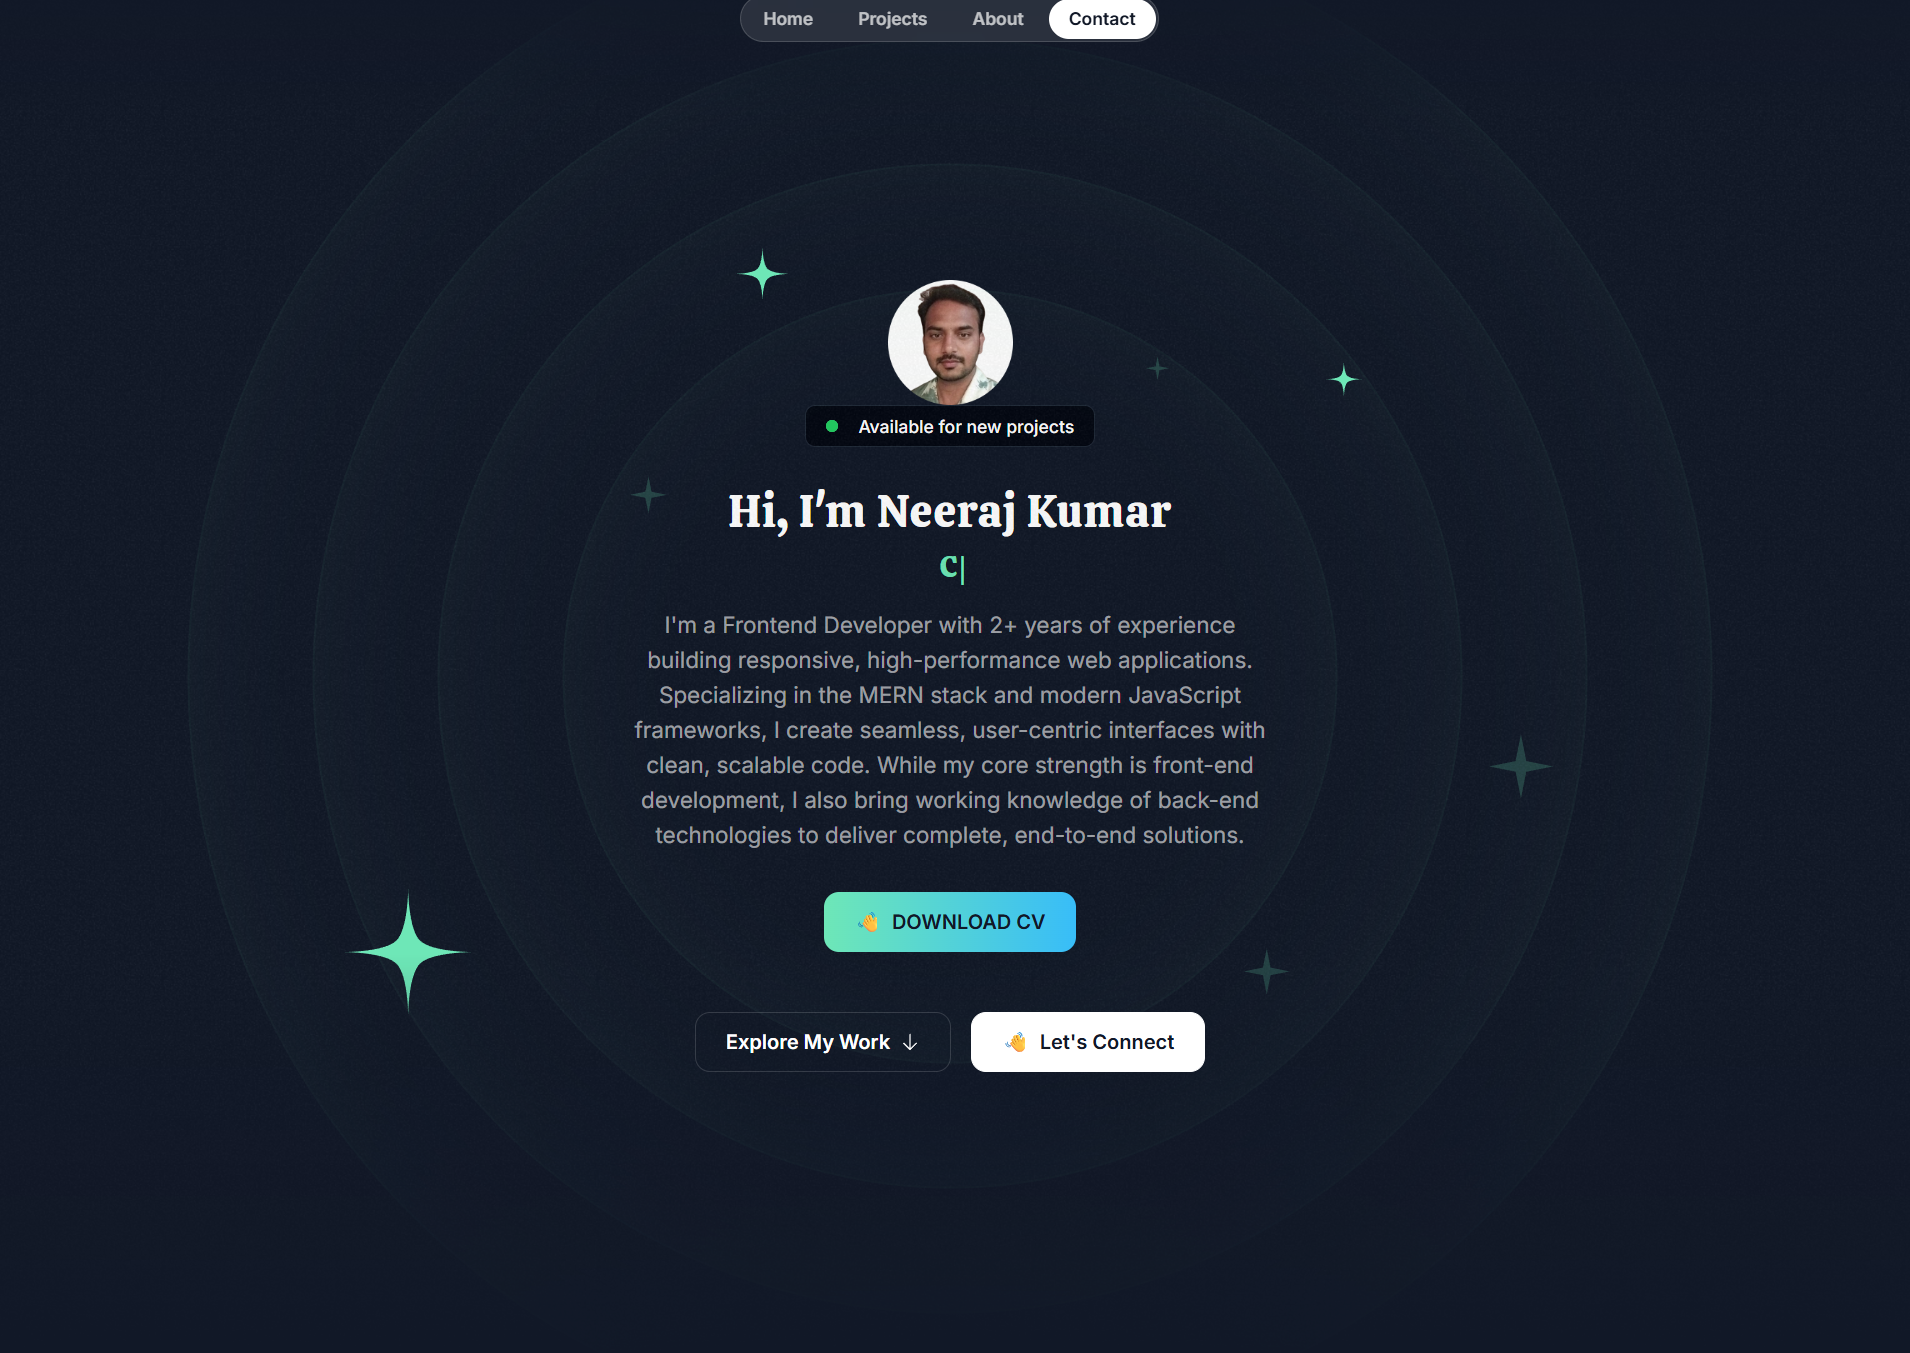 Home Projects About Contact
Available for new projects
Hi, I'm Neeraj Kumar
C|
I'm a Frontend Developer with 2+ years of experience
building responsive, high-performance web applications.
Specializing in the MERN stack and modern JavaScript
frameworks, I create seamless, user-centric interfaces with
clean, scalable code. While my core strength is front-end
development, I also bring working knowledge of back-end
technologies to deliver complete, end-to-end solutions.
👋 DOWNLOAD CV
Explore My Work ↓ 👋 Let's Connect